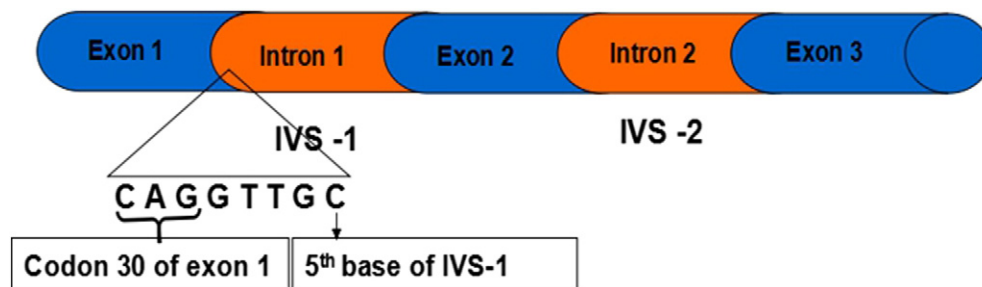 Exon 1 Intron 1 Exon 2 Intron 2 Exon 3
IVS -1 IVS -2
C A G G T T G C
Codon 30 of exon 1 5th base of IVS-1